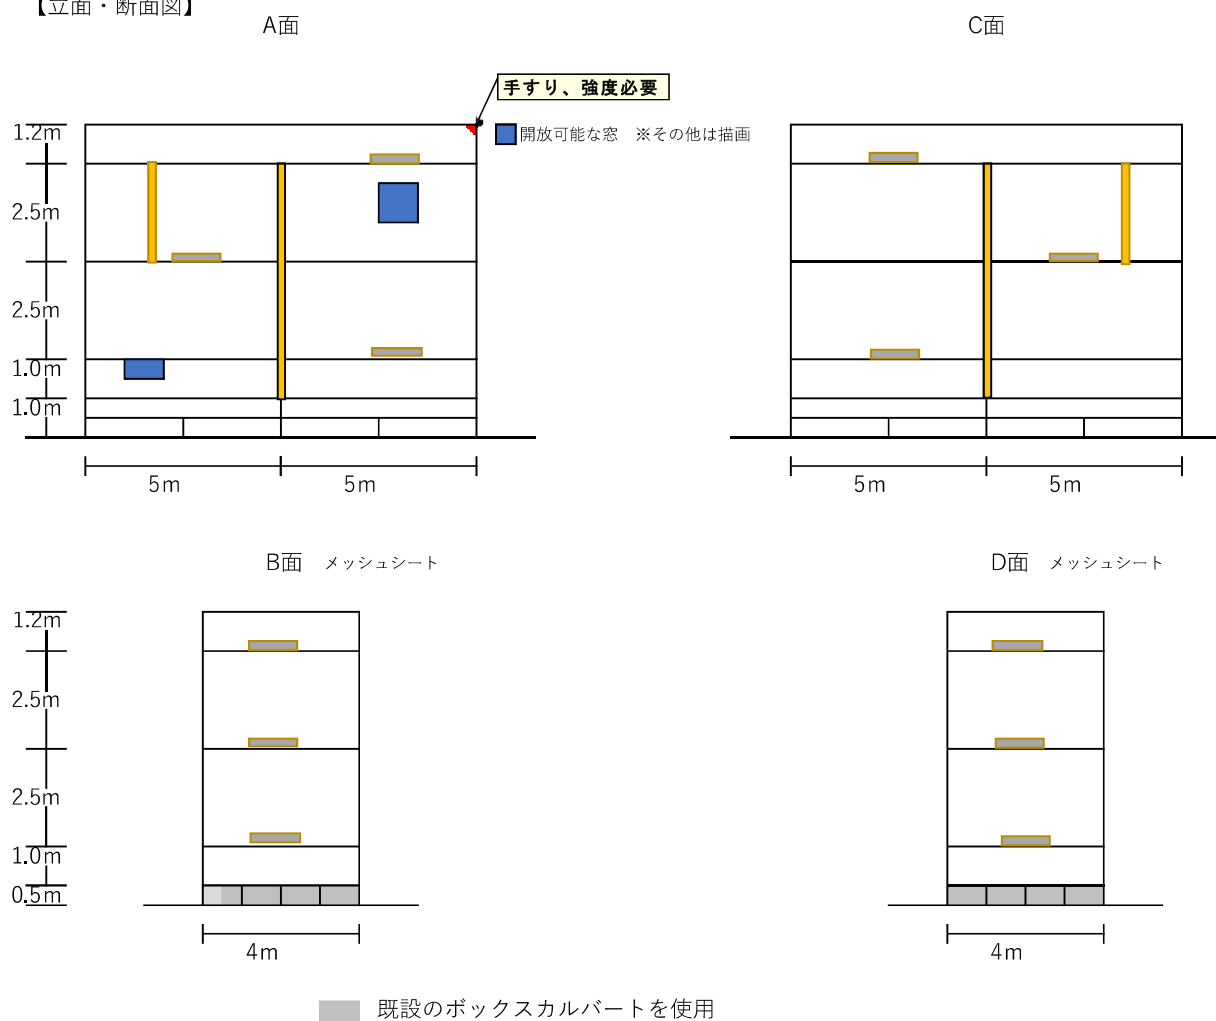 【立面・断面図】
A面
C面
手すり、強度必要
開放可能な窓　※その他は描画
1.2m
2.5m
2.5m
1.0m
1.0m
5m
5m
5m
5m
B面　メッシュシート
D面　メッシュシート
1.2m
2.5m
2.5m
1.0m
0.5m
4m
4m
既設のボックスカルバートを使用